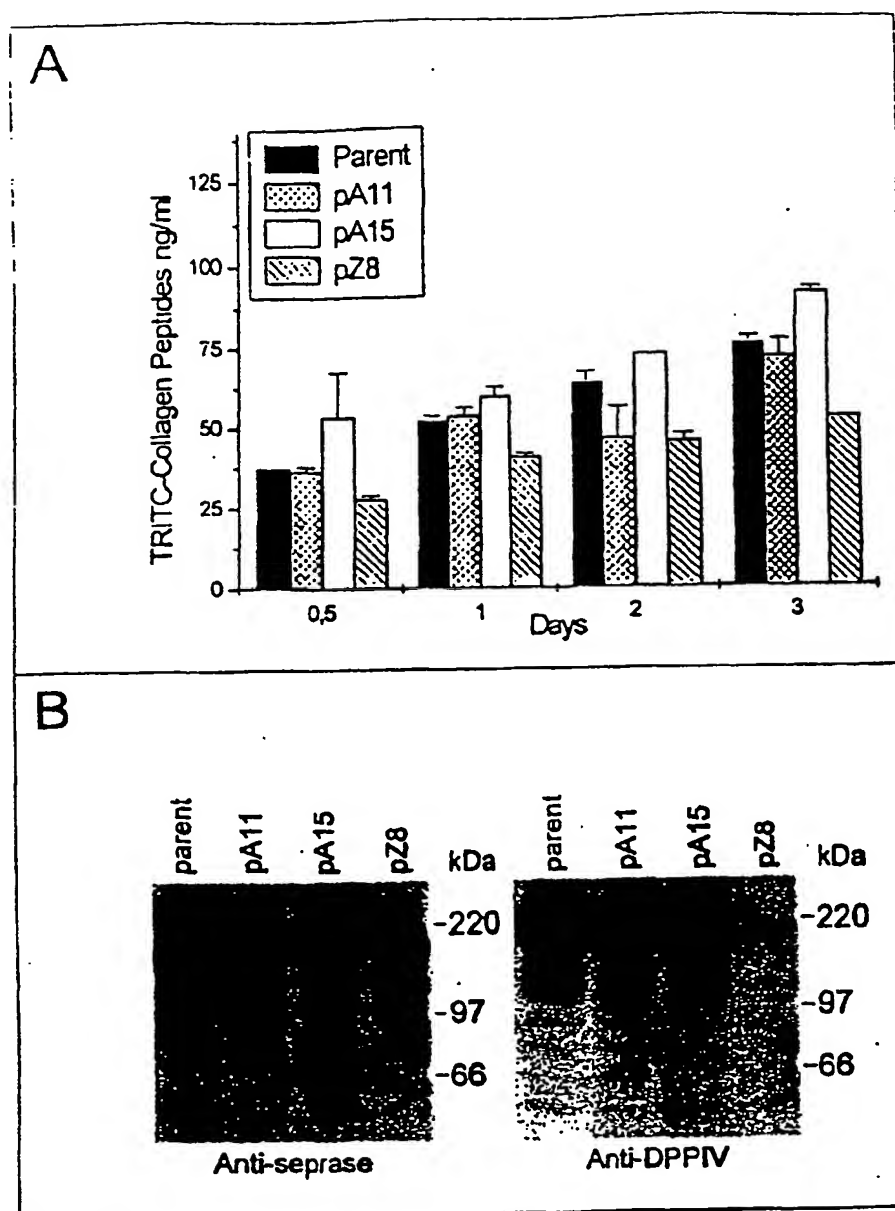 A
TRITC-Collagen Peptides ng/ml
125
100
75
50
25
0
Parent
pA11
pA15
pZ8
0,5 1 2 3
Days
B
parent pA11 pA15 pZ8 kDa
-220
-97
-66
Anti-seprase
parent pA11 pA15 pZ8 kDa
-220
-97
-66
Anti-DPPIV